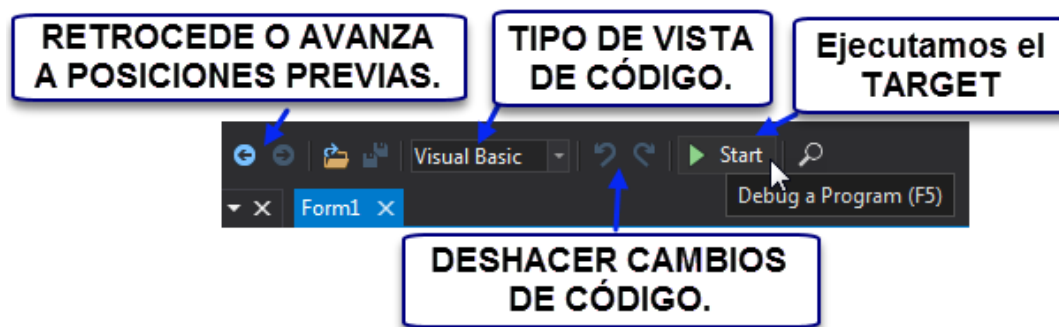 RETROCEDE O AVANZA
A POSICIONES PREVIAS.
TIPO DE VISTA
DE CÓDIGO.
Ejecutamos el
TARGET
Visual Basic
Start
Debug a Program (F5)
Form1
DESHACER CAMBIOS
DE CÓDIGO.